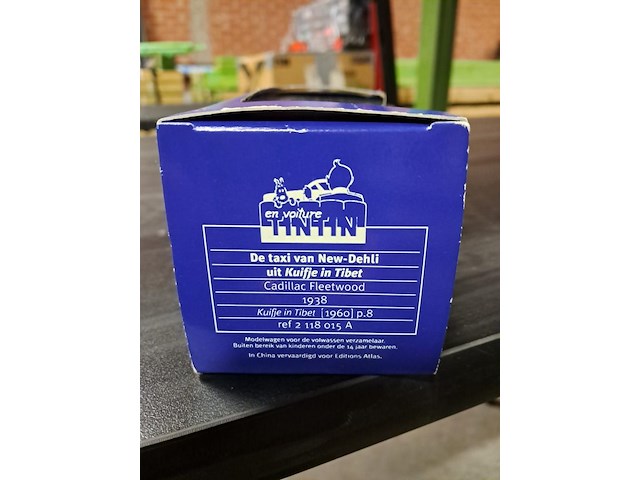 en voiture
TINTIN
De taxi van New-Dehli
uit Kuifje in Tibet
Cadillac Fleetwood
1938
Kuifje in Tibet [1960] p.8
ref 2 118 015 A
Modelwagen voor de volwassen verzamelaar.
Buiten bereik van kinderen onder de 14 jaar bewaren.
In China vervaardigd voor Editions Atlas.